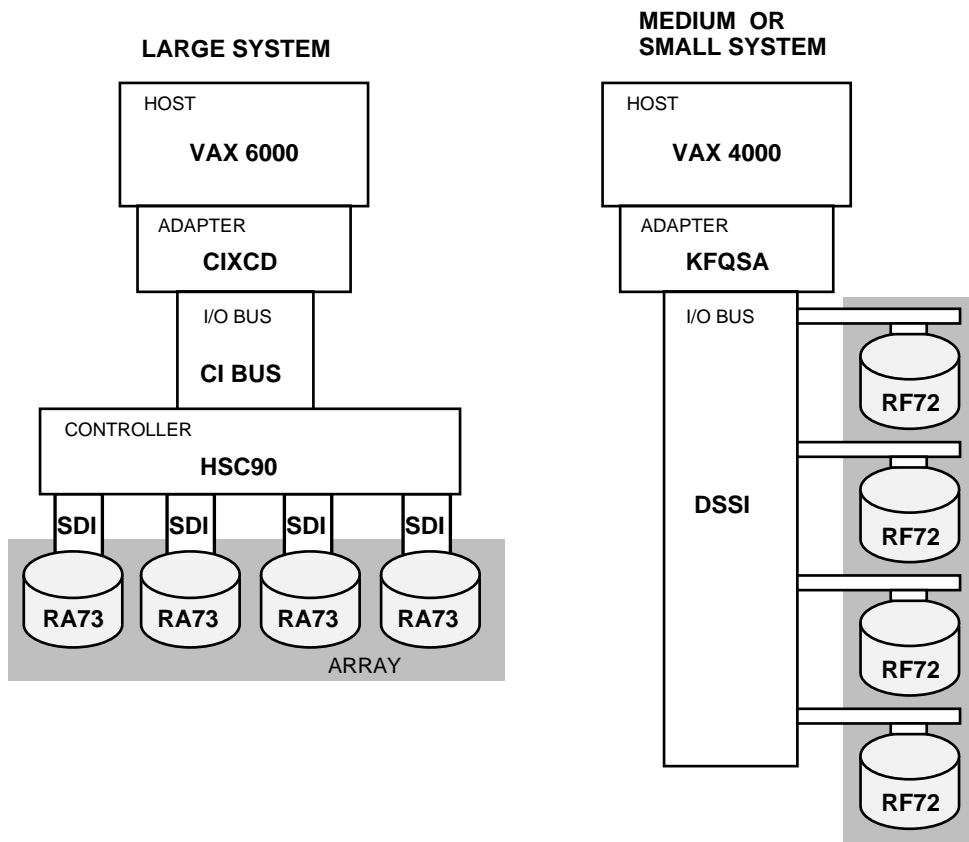 LARGE SYSTEM
HOST
VAX 6000
ADAPTER
CIXCD
I/O BUS
CI BUS
CONTROLLER
HSC90
SDI SDI SDI SDI
RA73 RA73 RA73 RA73
ARRAY
MEDIUM OR
SMALL SYSTEM
HOST
VAX 4000
ADAPTER
KFQSA
I/O BUS
DSSI
RF72
RF72
RF72
RF72